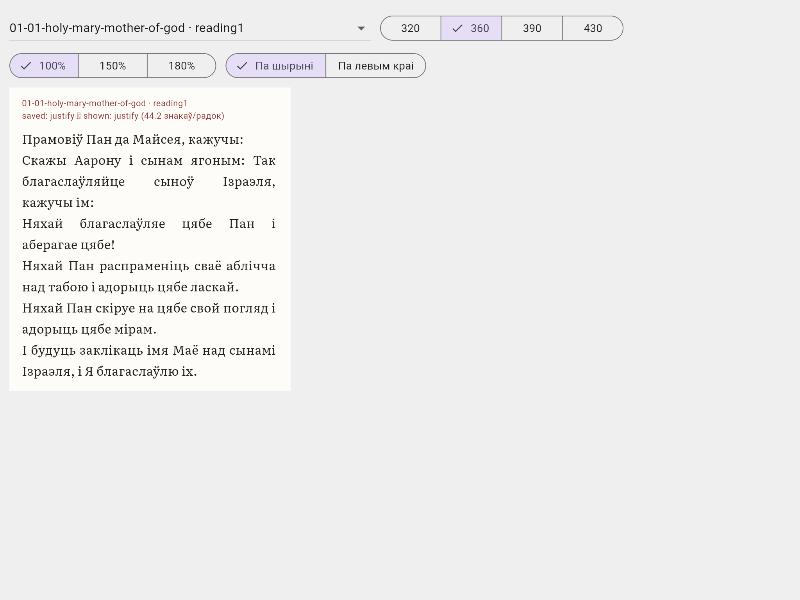 01-01-holy-mary-mother-of-god · reading1
320
360
390
430
100%
150%
180%
Па шырыні
Па левым краі
01-01-holy-mary-mother-of-god · reading1
saved: justify shown: justify (44.2 знакаў/радок)
Прамовіў Пан да Майсея, кажучы:
Скажы Аарону і сынам ягоным: Так
благаслаўляйце сыноў Ізраэля,
кажучы ім:
Няхай благаслаўляе цябе Пан і
аберагае цябе!
Няхай Пан распраменіць сваё аблічча
над табою і адорыць цябе ласкай.
Няхай Пан скіруе на цябе свой погляд і
адорыць цябе мірам.
І будуць заклікаць імя Маё над сынамі
Ізраэля, і Я благаслаўлю іх.